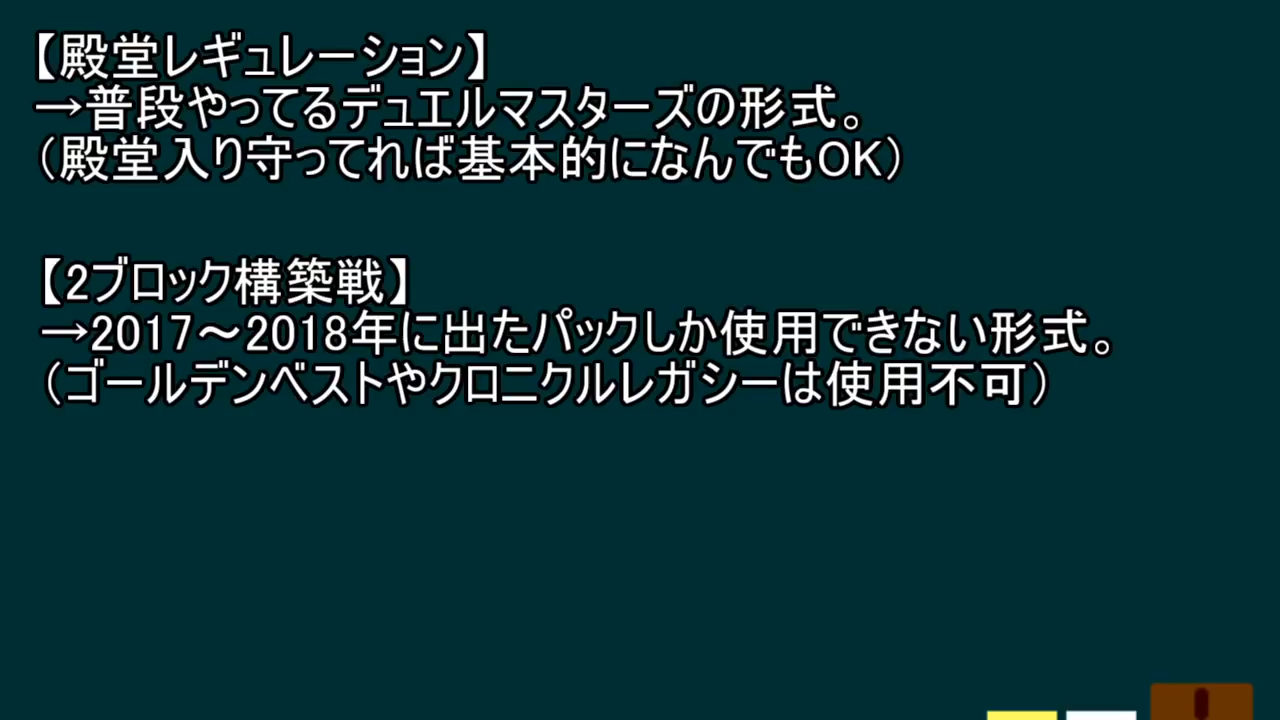 【殿堂レギュレーション】
→普段やってるデュエルマスターズの形式。
（殿堂入り守ってれば基本的になんでもOK）
【2ブロック構築戦】
→2017～2018年に出たパックしか使用できない形式。
（ゴールデンベストやクロニクルレガシーは使用不可）